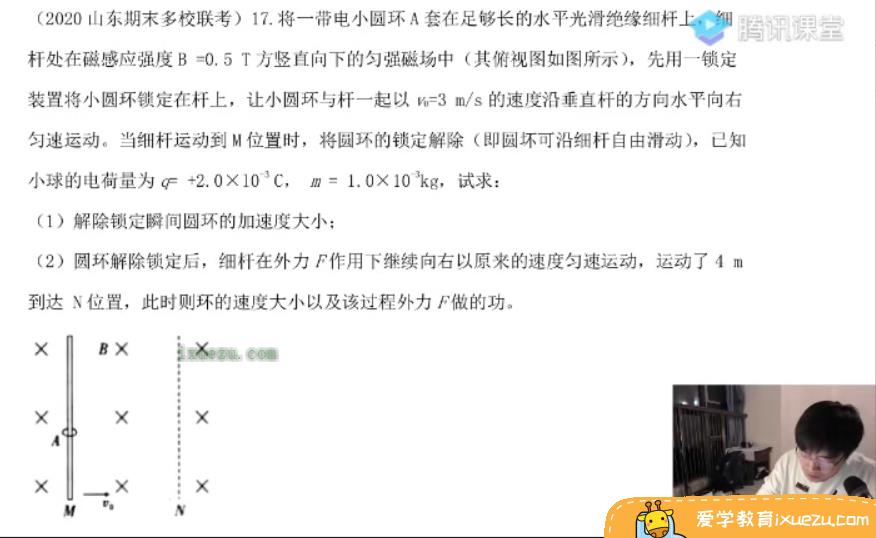 （2020 山东期末多校联考）17.将一带电小圆环 A 套在足够长的水平光滑绝缘细杆上，细
腾讯课堂
杆处在磁感应强度 B =0.5 T 方竖直向下的匀强磁场中（其俯视图如图所示），先用一锁定
装置将小圆环锁定在杆上，让小圆环与杆一起以 v₀=3 m/s 的速度沿垂直杆的方向水平向右
匀速运动。当细杆运动到 M 位置时，将圆环的锁定解除（即圆坏可沿细杆自由滑动），已知
小球的电荷量为 q= +2.0×10⁻³ C， m = 1.0×10⁻³kg，试求：
（1）解除锁定瞬间圆环的加速度大小；
（2）圆环解除锁定后，细杆在外力 F 作用下继续向右以原来的速度匀速运动，运动了 4 m
到达 N 位置，此时则环的速度大小以及该过程外力 F 做的功。
B
ixuezu.com
A
M v₀ N
爱学教育ixuezu.com